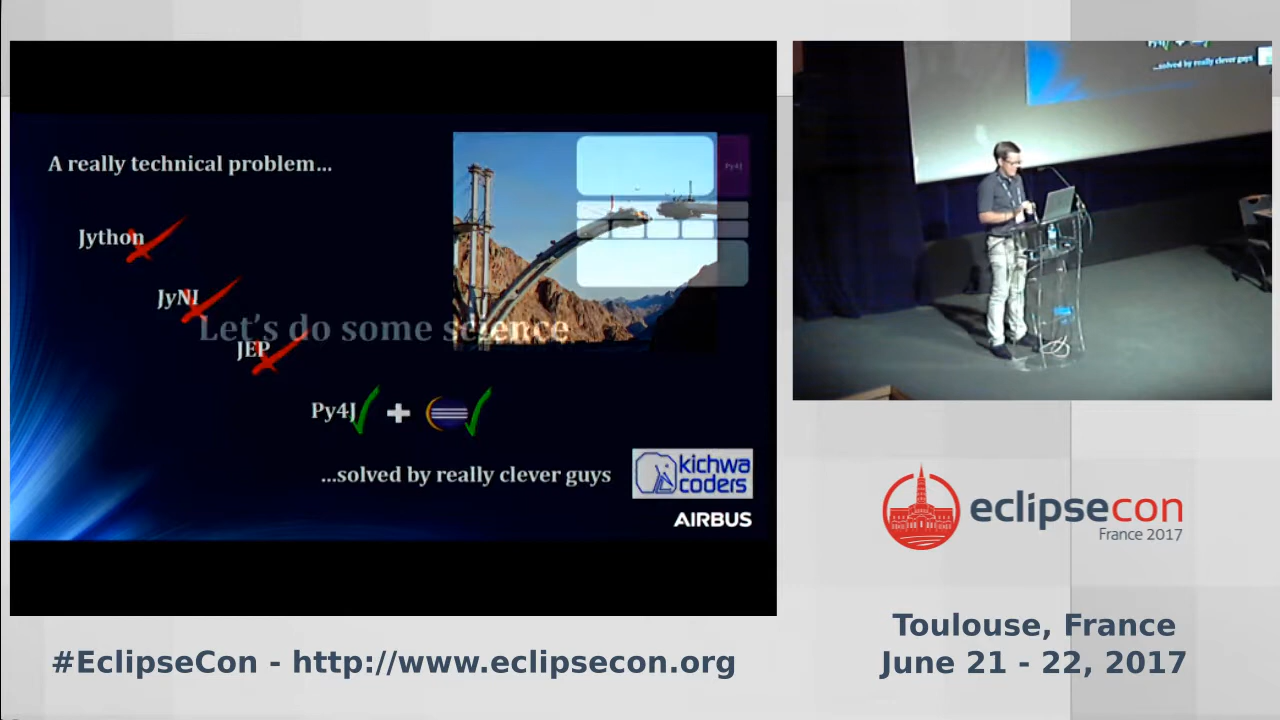 A really technical problem...
Py4J
Jython
JyNI
Let's do some science
JEP
Py4J
...solved by really clever guys
kichwa
coders
AIRBUS
...solved by really clever guys
eclipsecon
France 2017
Toulouse, France
June 21 - 22, 2017
#EclipseCon - http://www.eclipsecon.org